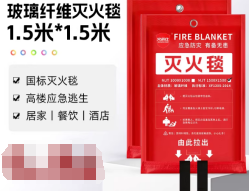 玻璃纤维灭火毯
1.5米*1.5米
国标灭火毯
高楼应急逃生
居家 | 餐饮 | 酒店
FIRE BLANKET
应急防灾 有备无患
灭火毯
由此拉出